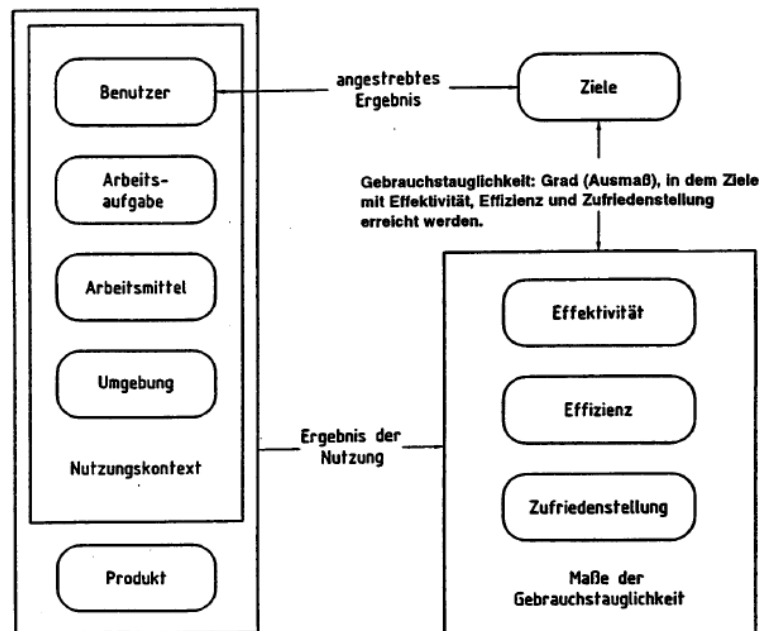 Benutzer
angestrebtes
Ergebnis
Ziele
Arbeits-
aufgabe
Gebrauchstauglichkeit: Grad (Ausmaß), in dem Ziele
mit Effektivität, Effizienz und Zufriedenstellung
erreicht werden.
Arbeitsmittel
Effektivität
Umgebung
Effizienz
Ergebnis der
Nutzung
Nutzungskontext
Zufriedenstellung
Produkt
Maße der
Gebrauchstauglichkeit